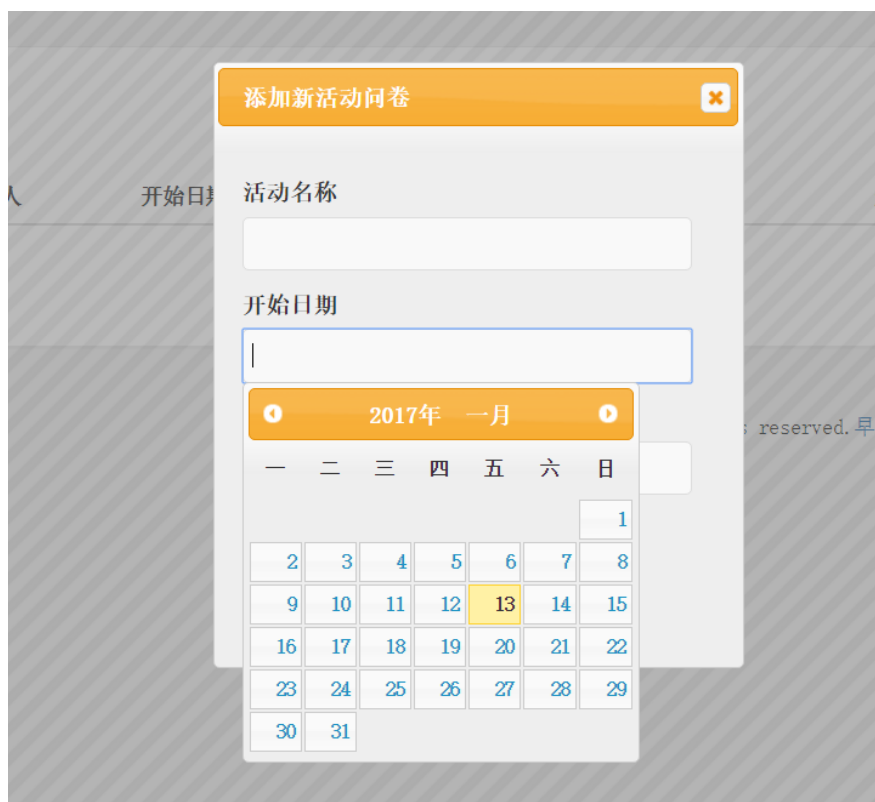 添加新活动问卷
人 开始日期
活动名称
开始日期
2017年 一月
reserved.早
一 二 三 四 五 六 日
1
2 3 4 5 6 7 8
9 10 11 12 13 14 15
16 17 18 19 20 21 22
23 24 25 26 27 28 29
30 31